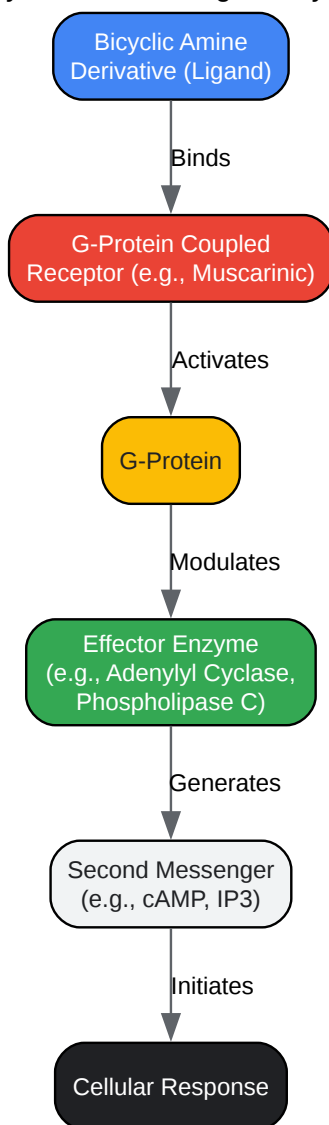 Bicyclic Amine
Derivative (Ligand)
Binds
G-Protein Coupled
Receptor (e.g., Muscarinic)
Activates
G-Protein
Modulates
Effector Enzyme
(e.g., Adenylyl Cyclase,
Phospholipase C)
Generates
Second Messenger
(e.g., cAMP, IP3)
Initiates
Cellular Response